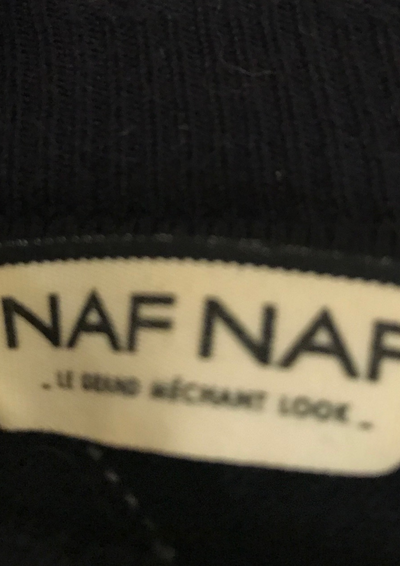 NAF NAF
- LE GRAND MÉCHANT LOOK -